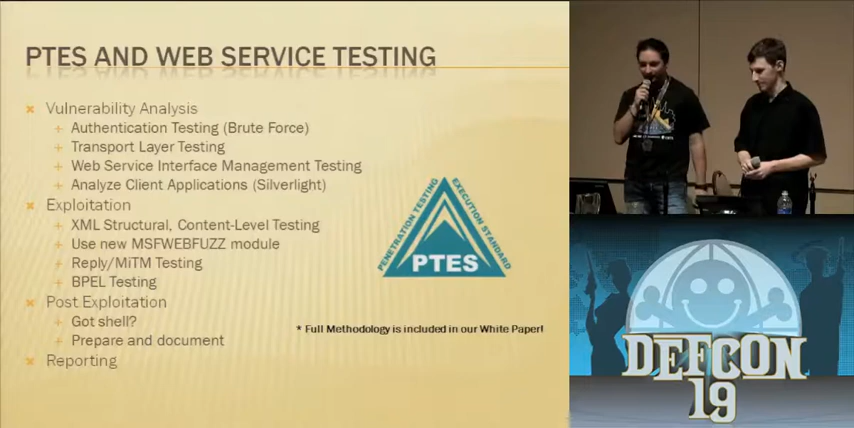 PTES AND WEB SERVICE TESTING
Vulnerability Analysis
Authentication Testing (Brute Force)
Transport Layer Testing
Web Service Interface Management Testing
Analyze Client Applications (Silverlight)
Exploitation
XML Structural, Content-Level Testing
Use new MSFWEBFUZZ module
Reply/MiTM Testing
BPEL Testing
Post Exploitation
Got shell?
Prepare and document
Reporting
PENETRATION TESTING
EXECUTION STANDARD
PTES
* Full Methodology is included in our White Paper!
DEFCON
19